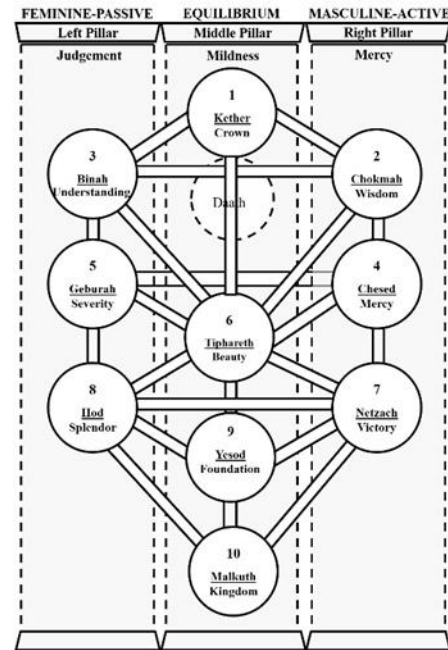 FEMININE-PASSIVE EQUILIBRIUM MASCULINE-ACTIVE
Left Pillar Middle Pillar Right Pillar
Judgement Mildness Mercy
1
Kether
Crown
3
Binah
Understanding
2
Chokmah
Wisdom
Daath
5
Geburah
Severity
4
Chesed
Mercy
6
Tiphareth
Beauty
8
Hod
Splendor
7
Netzach
Victory
9
Yesod
Foundation
10
Malkuth
Kingdom